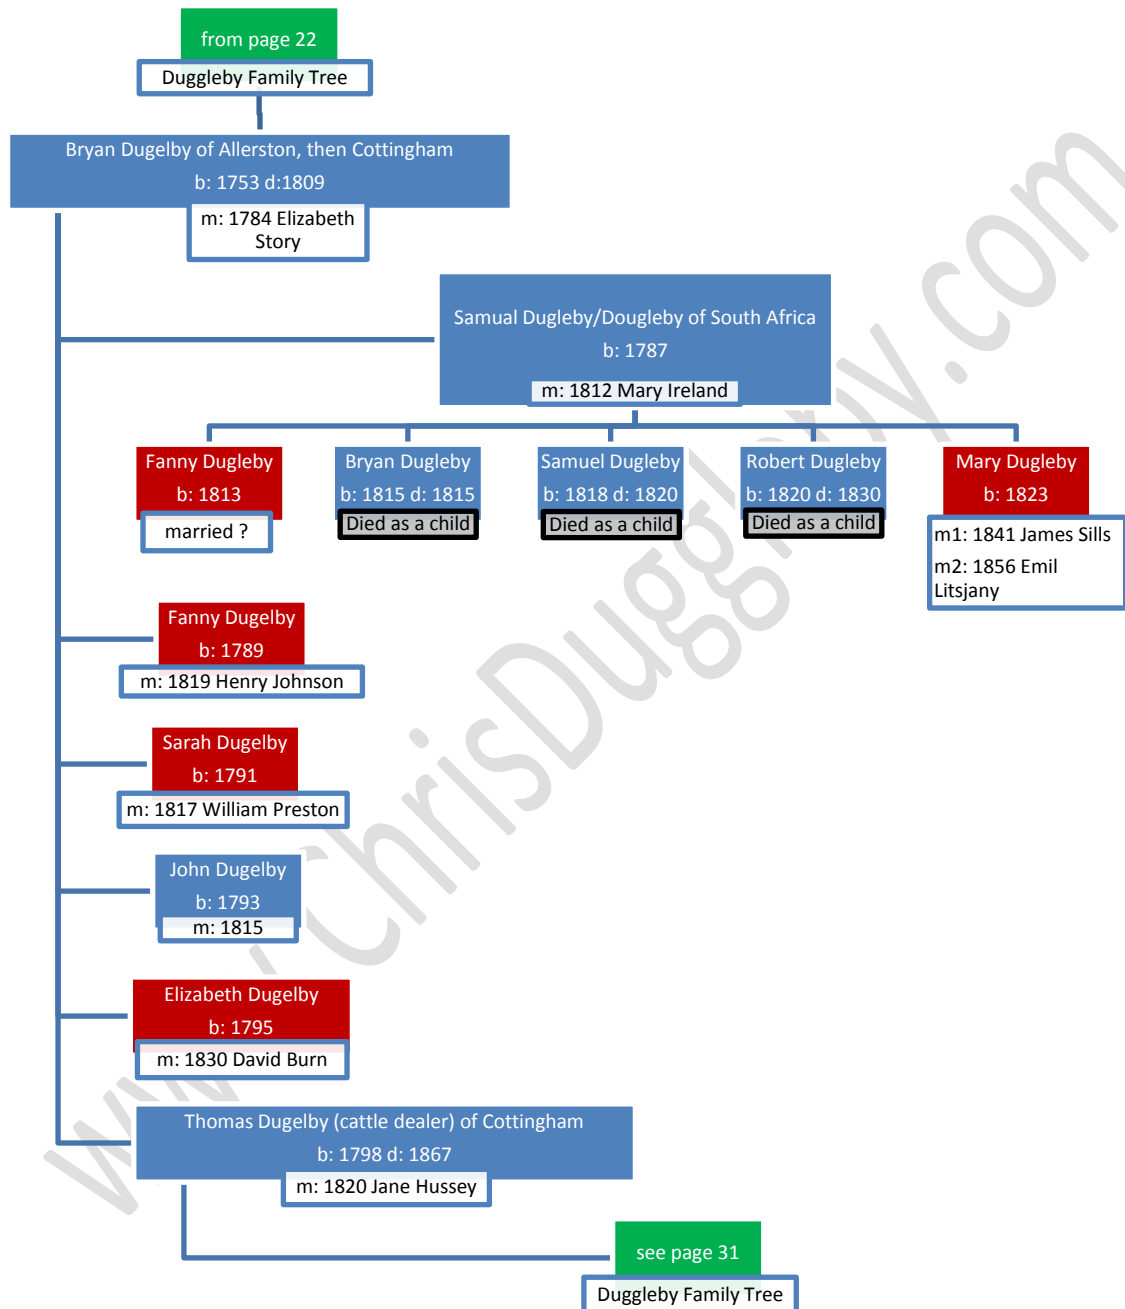 from page 22
Duggleby Family Tree
Bryan Dugelby of Allerston, then Cottingham
b: 1753 d:1809
m: 1784 Elizabeth
Story
Samual Dugleby/Dougleby of South Africa
b: 1787
m: 1812 Mary Ireland
Fanny Dugleby
b: 1813
married ?
Bryan Dugleby
b: 1815 d: 1815
Died as a child
Samuel Dugleby
b: 1818 d: 1820
Died as a child
Robert Dugleby
b: 1820 d: 1830
Died as a child
Mary Dugleby
b: 1823
m1: 1841 James Sills
m2: 1856 Emil
Litsjany
Fanny Dugelby
b: 1789
m: 1819 Henry Johnson
Sarah Dugelby
b: 1791
m: 1817 William Preston
John Dugelby
b: 1793
m: 1815
Elizabeth Dugelby
b: 1795
m: 1830 David Burn
Thomas Dugelby (cattle dealer) of Cottingham
b: 1798 d: 1867
m: 1820 Jane Hussey
see page 31
Duggleby Family Tree
www.ChrisDuggleby.com